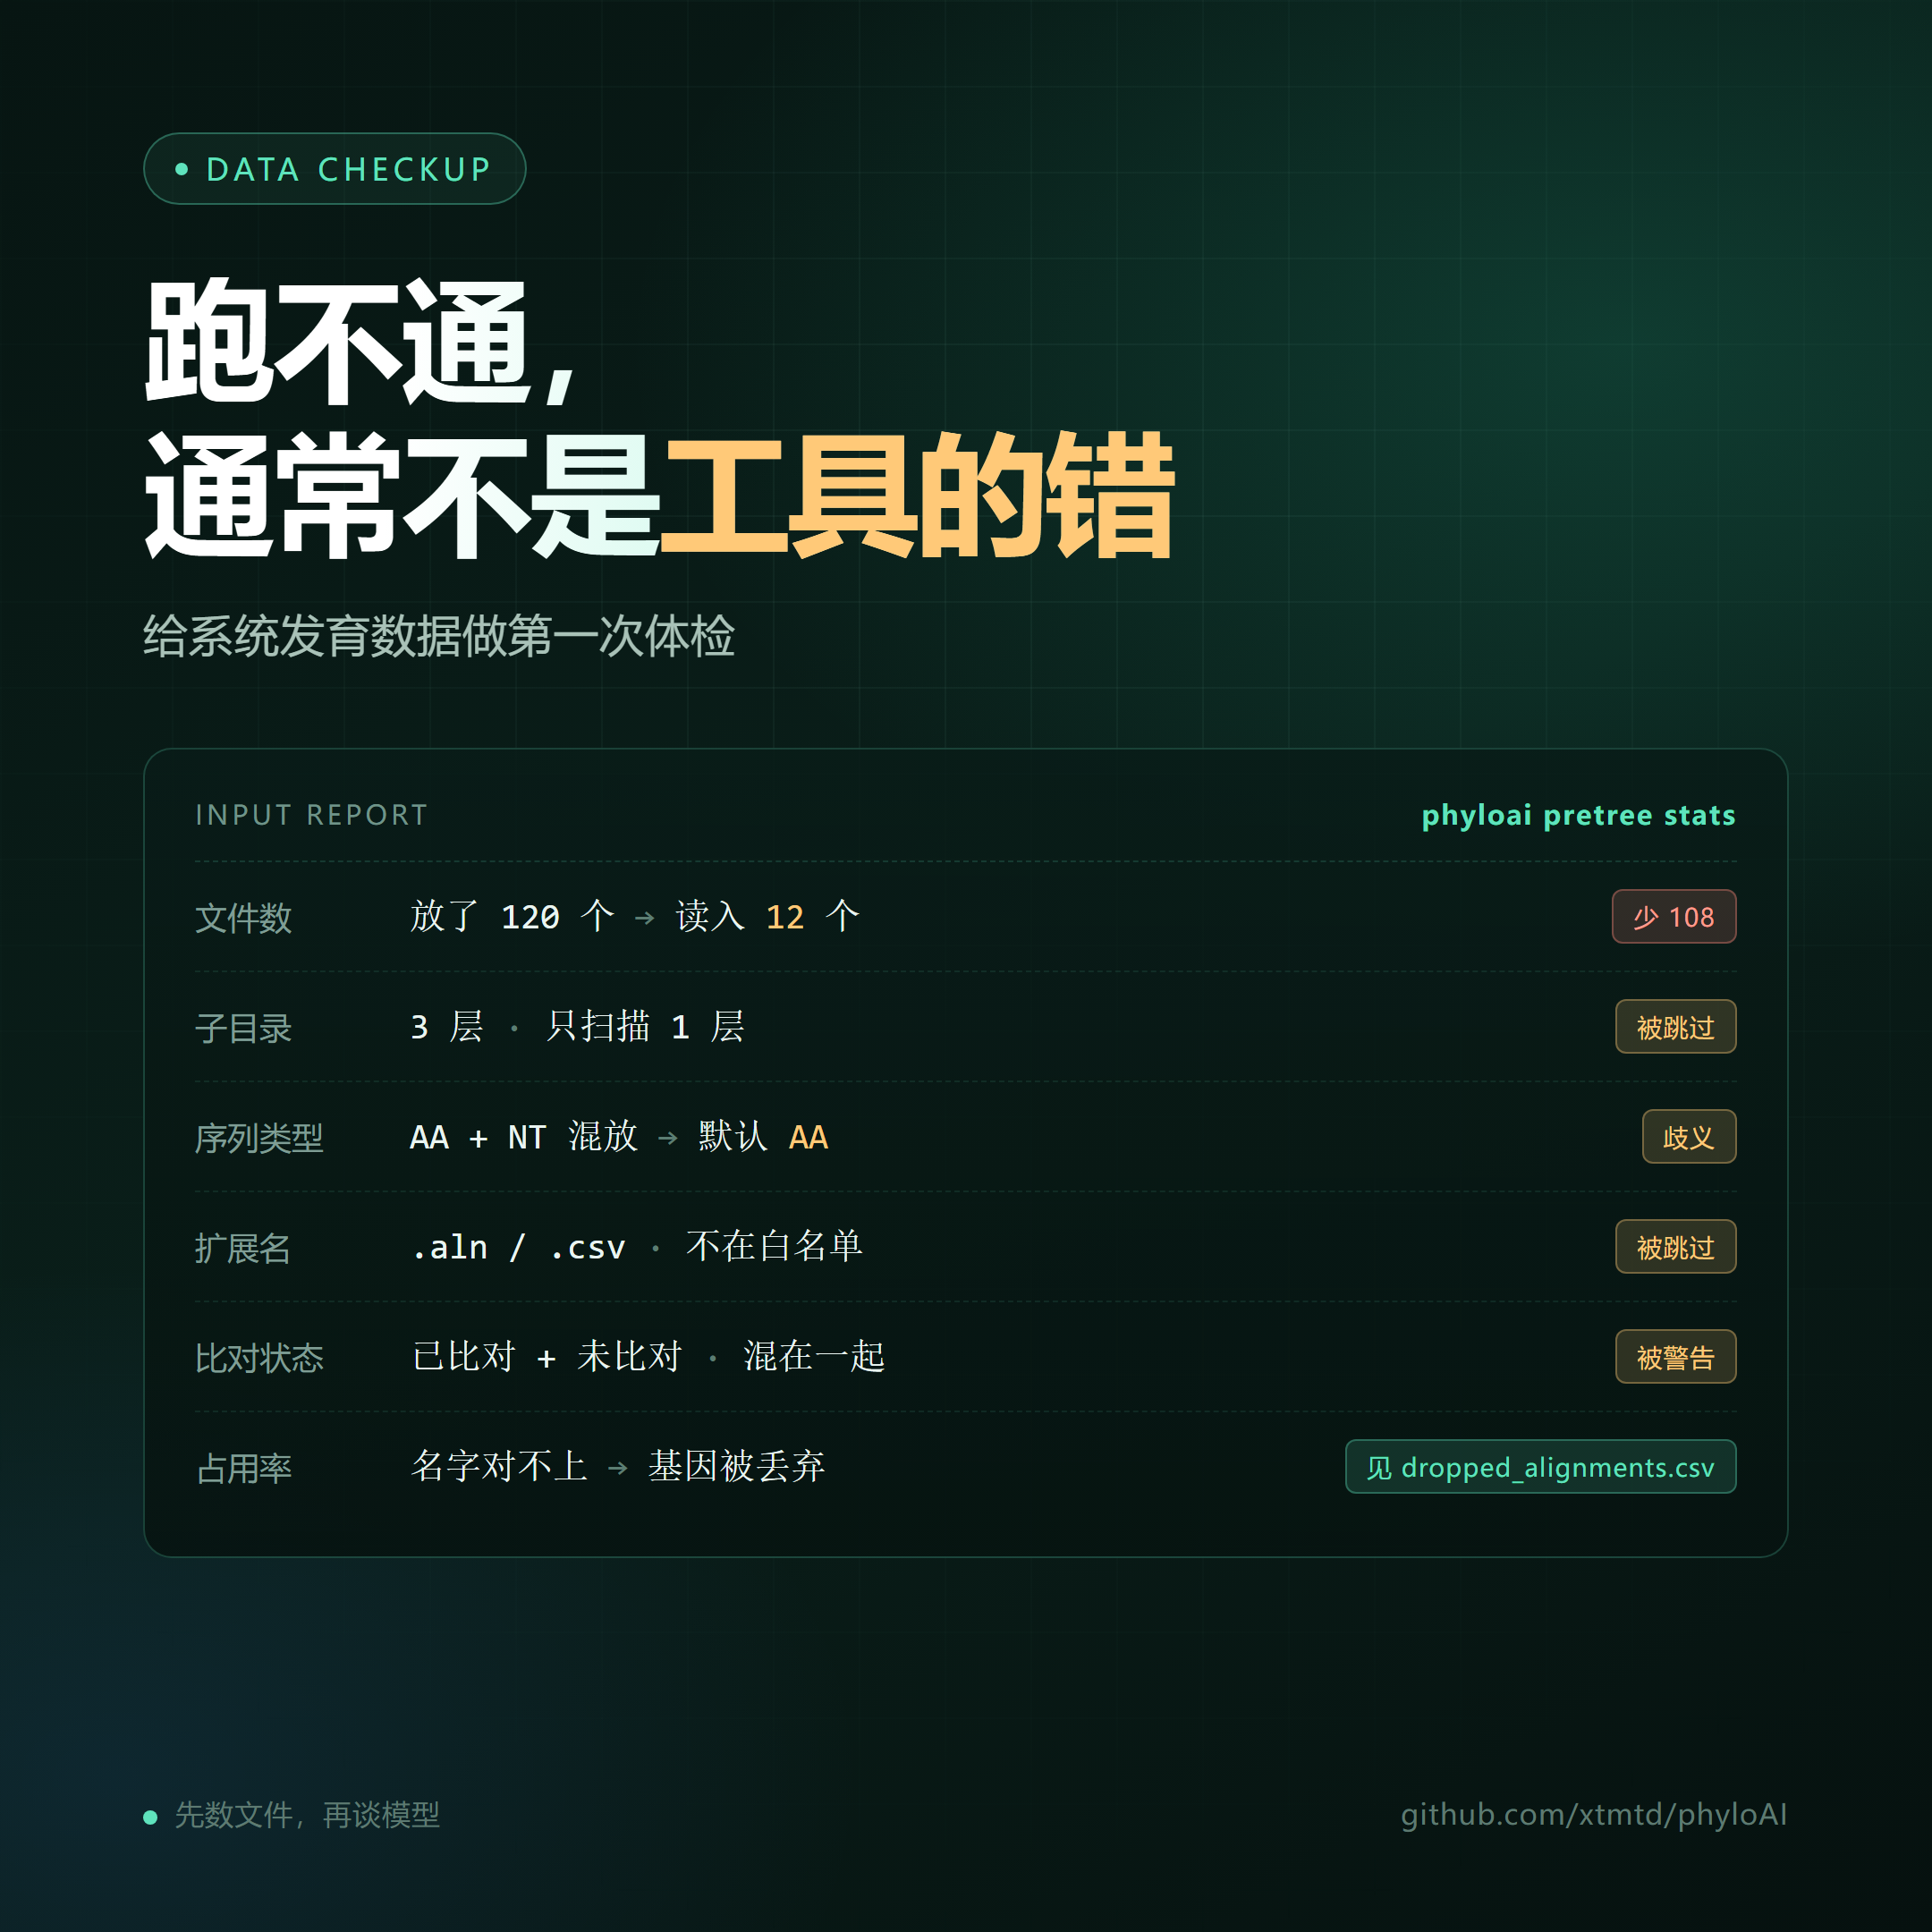 DATA CHECKUP
跑不通,
通常不是工具的错
给系统发育数据做第一次体检
INPUT REPORT phyloai pretree stats
文件数 放了 120 个 → 读入 12 个 少 108
子目录 3 层 · 只扫描 1 层 被跳过
序列类型 AA + NT 混放 → 默认 AA 歧义
扩展名 .aln / .csv · 不在白名单 被跳过
比对状态 已比对 + 未比对 · 混在一起 被警告
占用率 名字对不上 → 基因被丢弃 见 dropped_alignments.csv
先数文件，再谈模型 github.com/xtmtd/phyloAI